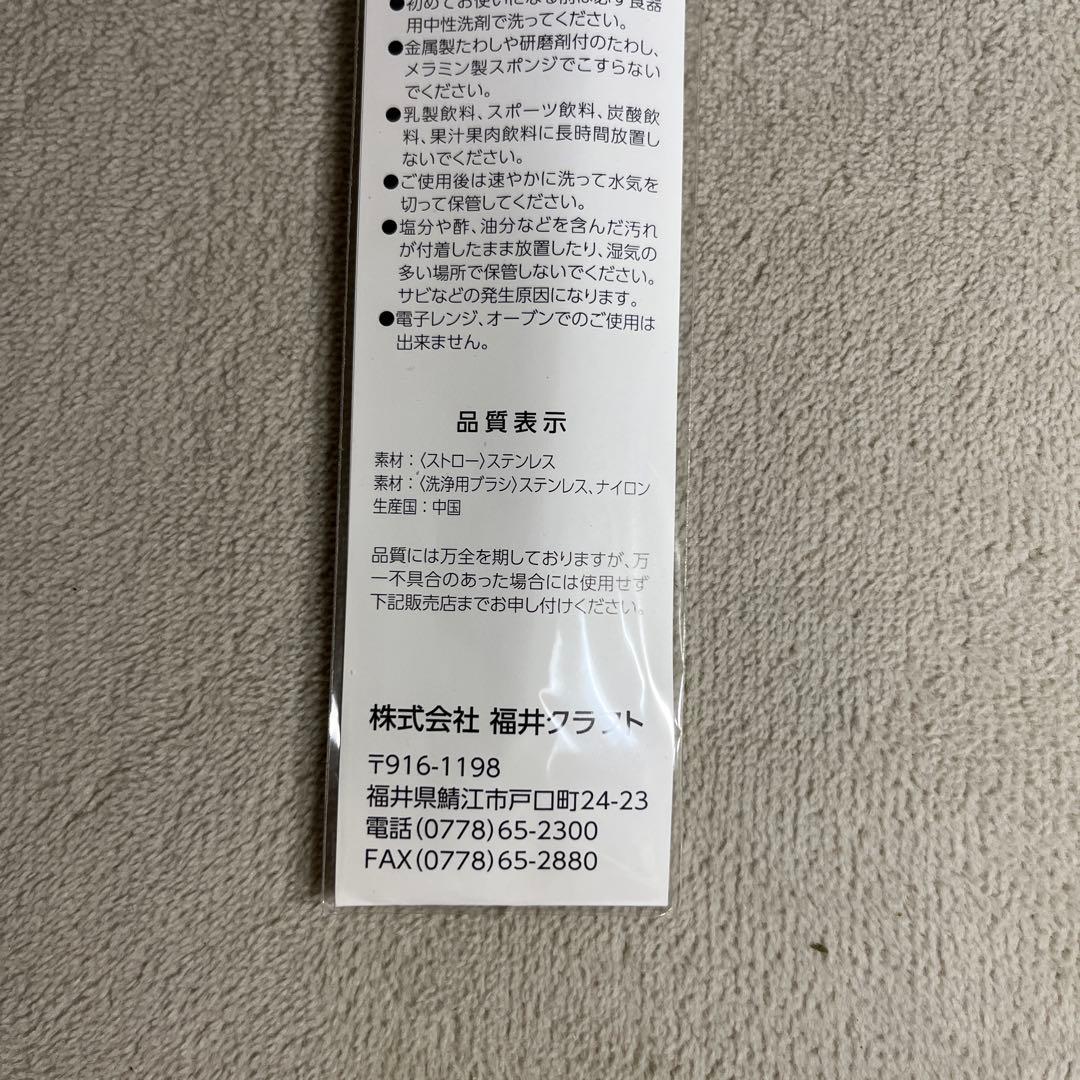 ●初めてお使いになる前は必ず食器
用中性洗剤で洗ってください。
●金属製たわしや研磨剤付のたわし、
メラミン製スポンジでこすらない
でください。
●乳製飲料、スポーツ飲料、炭酸飲
料、果汁果肉飲料に長時間放置し
ないでください。
●ご使用後は速やかに洗って水気を
切って保管してください。
●塩分や酢、油分などを含んだ汚れ
が付着したまま放置したり、湿気の
多い場所で保管しないでください。
サビなどの発生原因になります。
●電子レンジ、オーブンでのご使用は
出来ません。
品質表示
素材：〈ストロー〉ステンレス
素材：〈洗浄用ブラシ〉ステンレス、ナイロン
生産国：中国
品質には万全を期しておりますが、万
一不具合のあった場合には使用せず
下記販売店までお申し付けください。
株式会社 福井クラフト
〒916-1198
福井県鯖江市戸口町24-23
電話(0778)65-2300
FAX(0778)65-2880